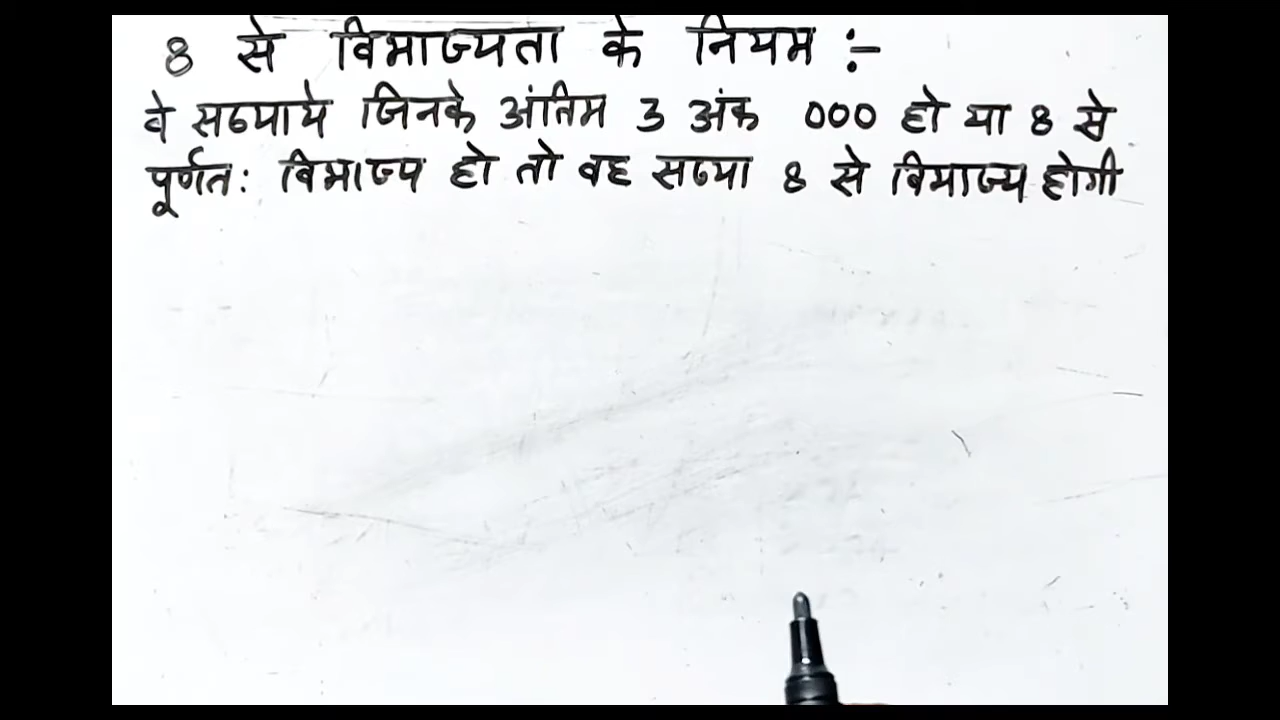 8 से विभाज्यता के नियम :-
वे सख्याये जिनके अंतिम 3 अंक 000 हो या 8 से
पूर्णत: विभाज्य हो तो वह सख्या 8 से विभाज्य होगी